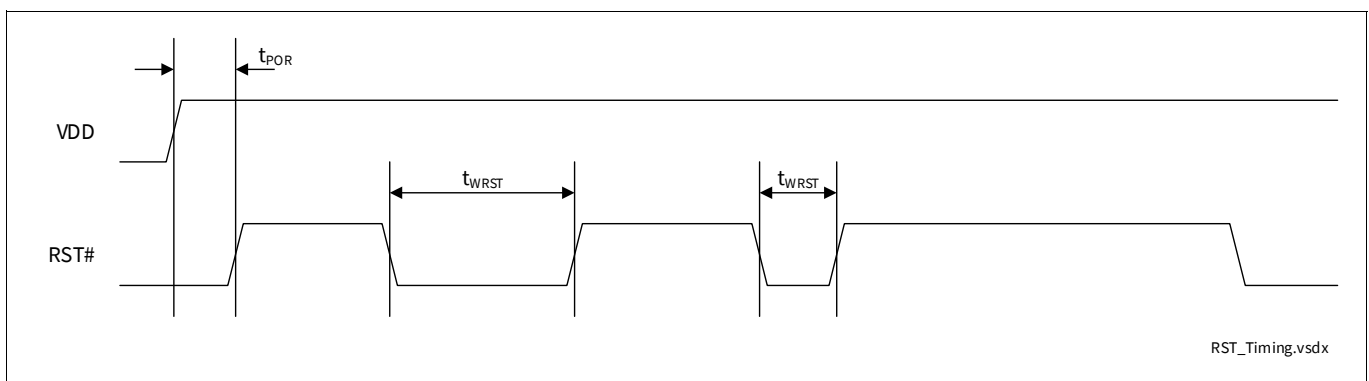 tPOR
VDD
tWRST
tWRST
RST#
RST_Timing.vsdx